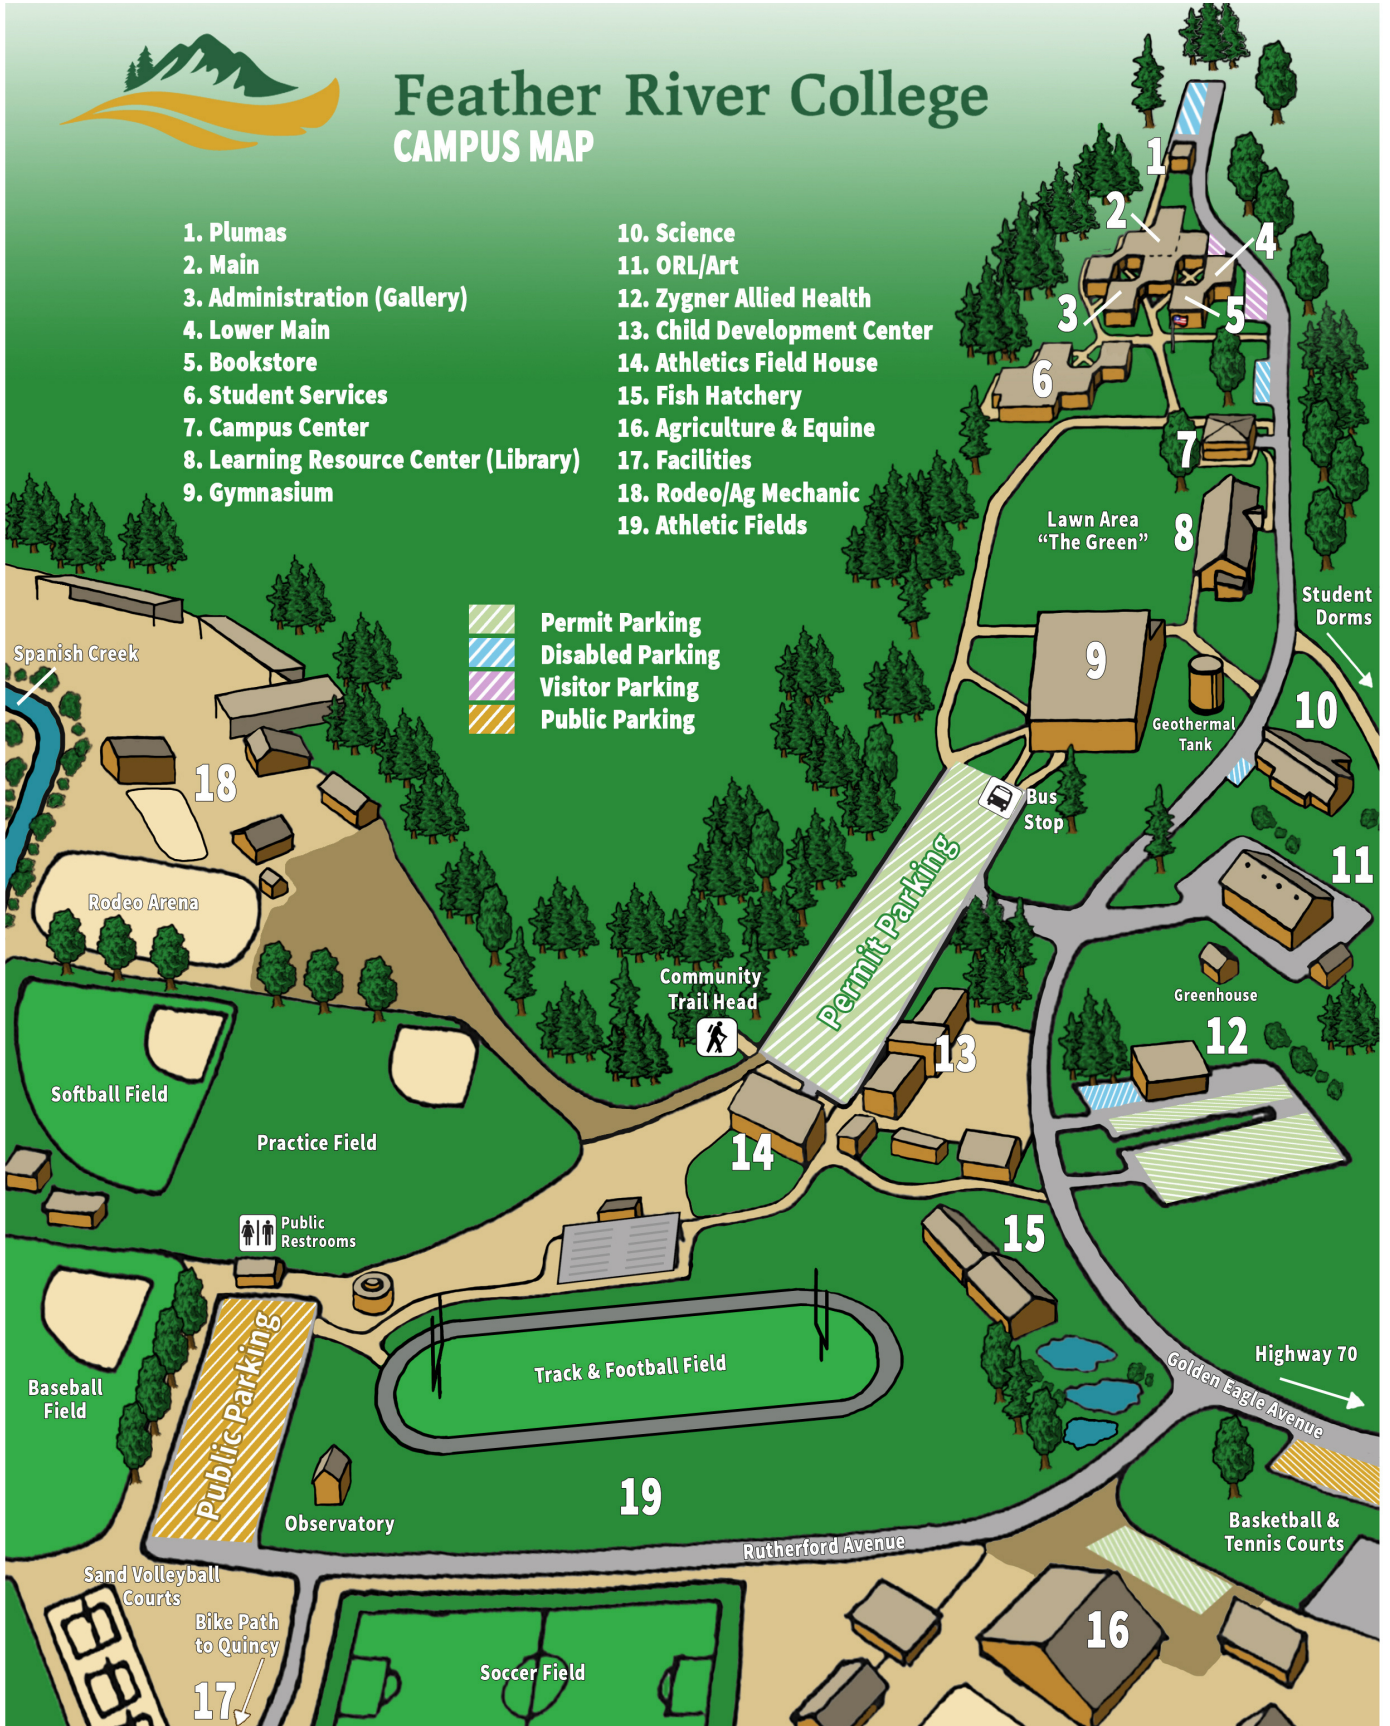 Feather River College
CAMPUS MAP
1. Plumas
2. Main
3. Administration (Gallery)
4. Lower Main
5. Bookstore
6. Student Services
7. Campus Center
8. Learning Resource Center (Library)
9. Gymnasium
10. Science
11. ORL/Art
12. Zygner Allied Health
13. Child Development Center
14. Athletics Field House
15. Fish Hatchery
16. Agriculture & Equine
17. Facilities
18. Rodeo/Ag Mechanic
19. Athletic Fields
Permit Parking
Disabled Parking
Visitor Parking
Public Parking
1
2
4
3
5
6
7
Lawn Area
“The Green”
8
Student
Dorms
Spanish Creek
9
10
Geothermal
Tank
18
Bus
Stop
Permit Parking
11
Rodeo Arena
Community
Trail Head
Greenhouse
12
13
Softball Field
Practice Field
14
Public
Restrooms
15
Public Parking
Track & Football Field
Baseball
Field
Highway 70
Golden Eagle Avenue
19
Observatory
Basketball &
Tennis Courts
Rutherford Avenue
Sand Volleyball
Courts
Bike Path
to Quincy
16
Soccer Field
17